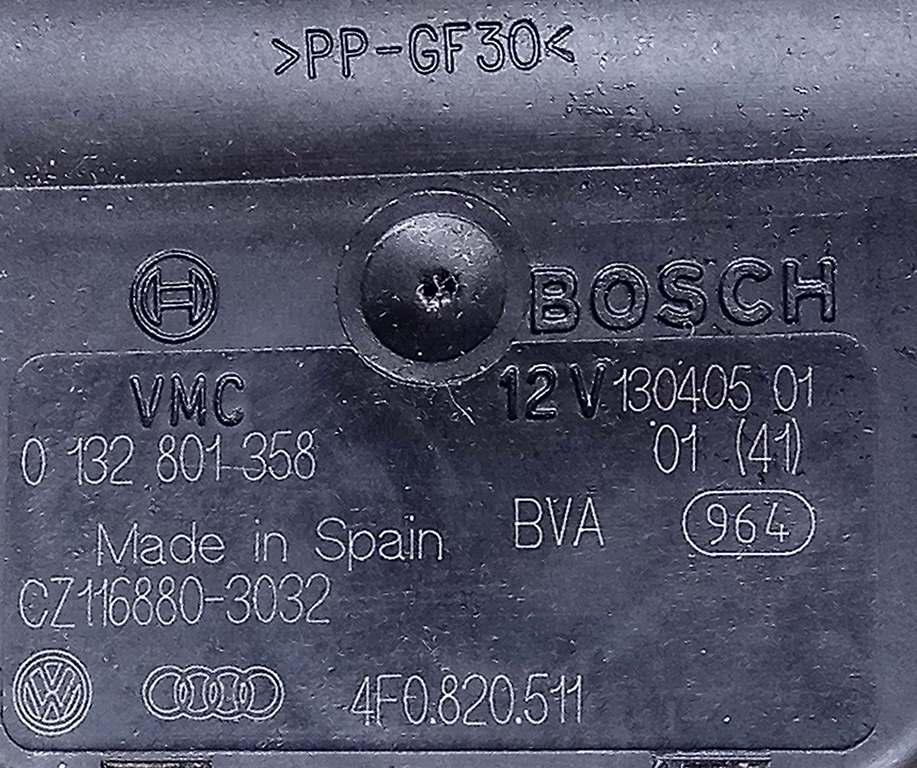 >PP-GF30<
BOSCH
VMC 12V 130405 01
0 132 801 358 01 (41)
Made in Spain BVA 964
CZ116880-3032
4F0.820.511